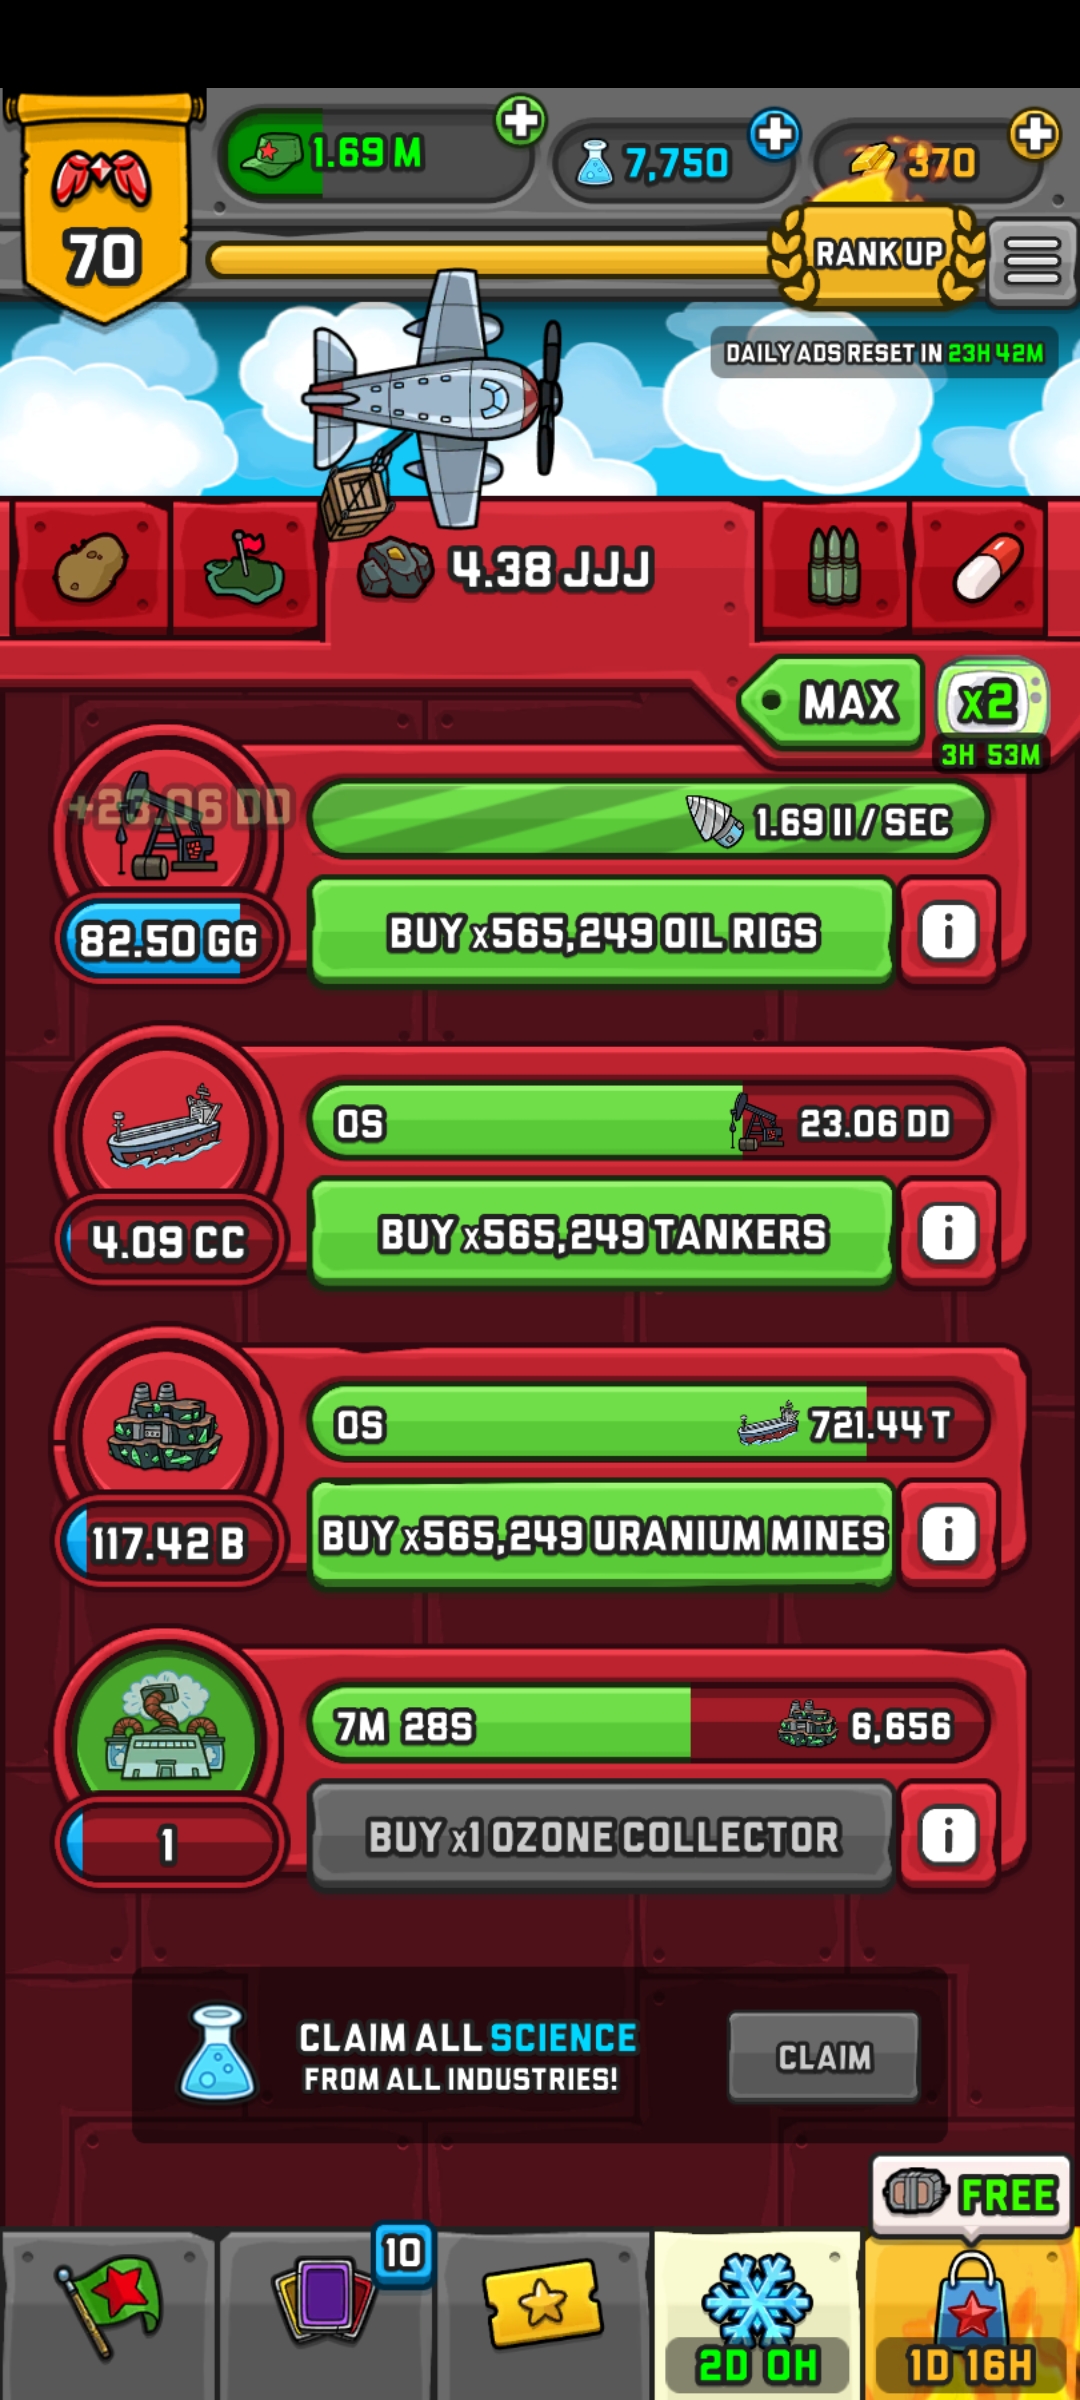 70
1.69 M
7,750
370
RANK UP
DAILY ADS RESET IN 23H 42M
4.38 JJJ
MAX
x2
3H 53M
+23.06 DD
1.69 II / SEC
82.50 GG
BUY x565,249 OIL RIGS
i
0S
23.06 DD
4.09 CC
BUY x565,249 TANKERS
i
0S
721.44 T
117.42 B
BUY x565,249 URANIUM MINES
i
7M 28S
6,656
1
BUY x1 OZONE COLLECTOR
i
CLAIM ALL SCIENCE
FROM ALL INDUSTRIES!
CLAIM
FREE
10
2D 0H
1D 16H